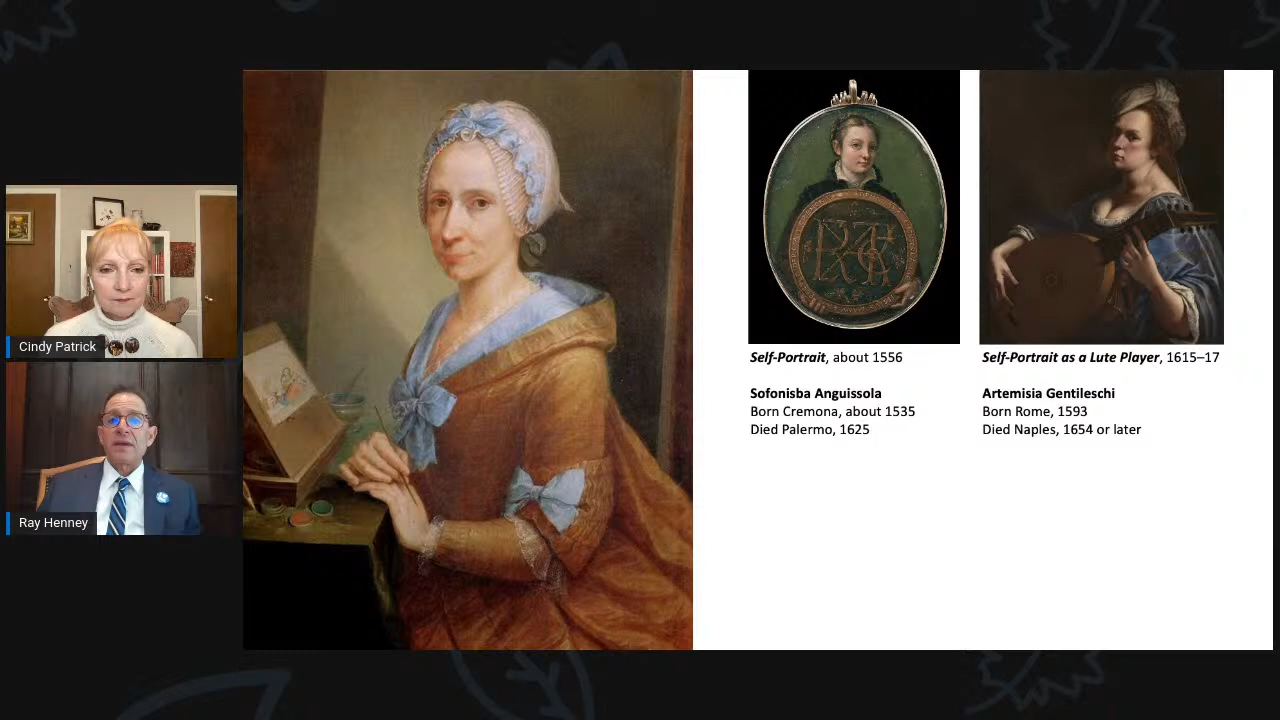 Cindy Patrick
Ray Henney
Self-Portrait, about 1556
Sofonisba Anguissola
Born Cremona, about 1535
Died Palermo, 1625
Self-Portrait as a Lute Player, 1615–17
Artemisia Gentileschi
Born Rome, 1593
Died Naples, 1654 or later